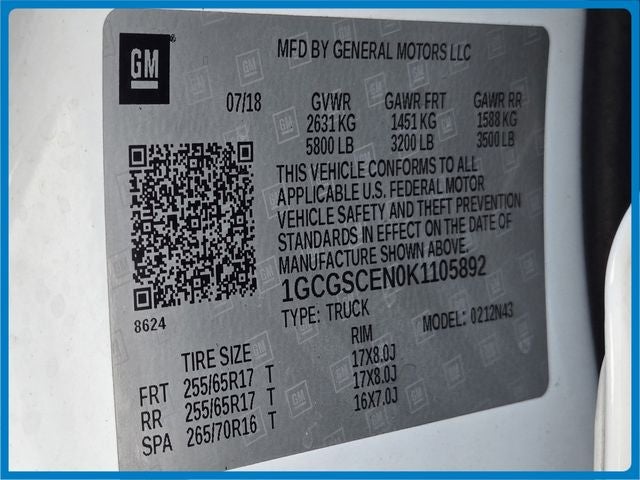 GM
MFD BY GENERAL MOTORS LLC
07/18 GVWR GAWR FRT GAWR RR
2631 KG 1451 KG 1588 KG
5800 LB 3200 LB 3500 LB
THIS VEHICLE CONFORMS TO ALL
APPLICABLE U.S. FEDERAL MOTOR
VEHICLE SAFETY AND THEFT PREVENTION
STANDARDS IN EFFECT ON THE DATE OF
MANUFACTURE SHOWN ABOVE.
1GCGSCEN0K1105892
8624
TYPE: TRUCK MODEL: 0212N43
TIRE SIZE RIM
FRT 255/65R17 T 17X8.0J
RR 255/65R17 T 17X8.0J
SPA 265/70R16 T 16X7.0J